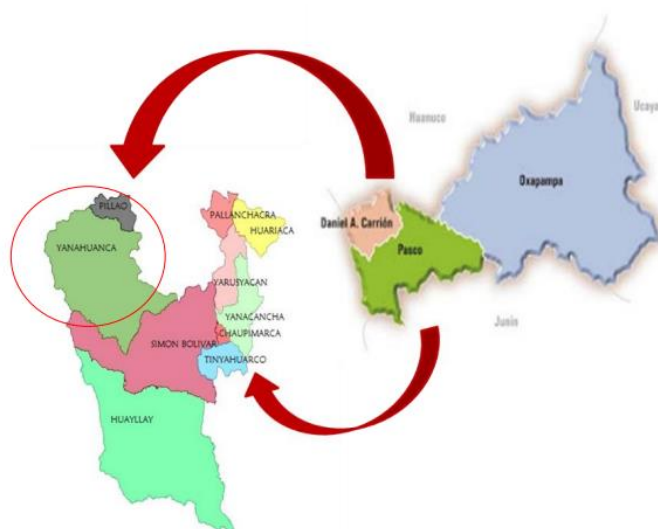 PILLAO
YANAHUANCA
PALLANCHACRA
HUARIACA
YARUSYACAN
YANACANCHA
CHAUPIMARCA
SIMON BOLIVAR
TINYAHUARCO
HUAYLLAY
Huanuco
Ucaya
Oxapampa
Daniel A. Carrión
Pasco
Junin